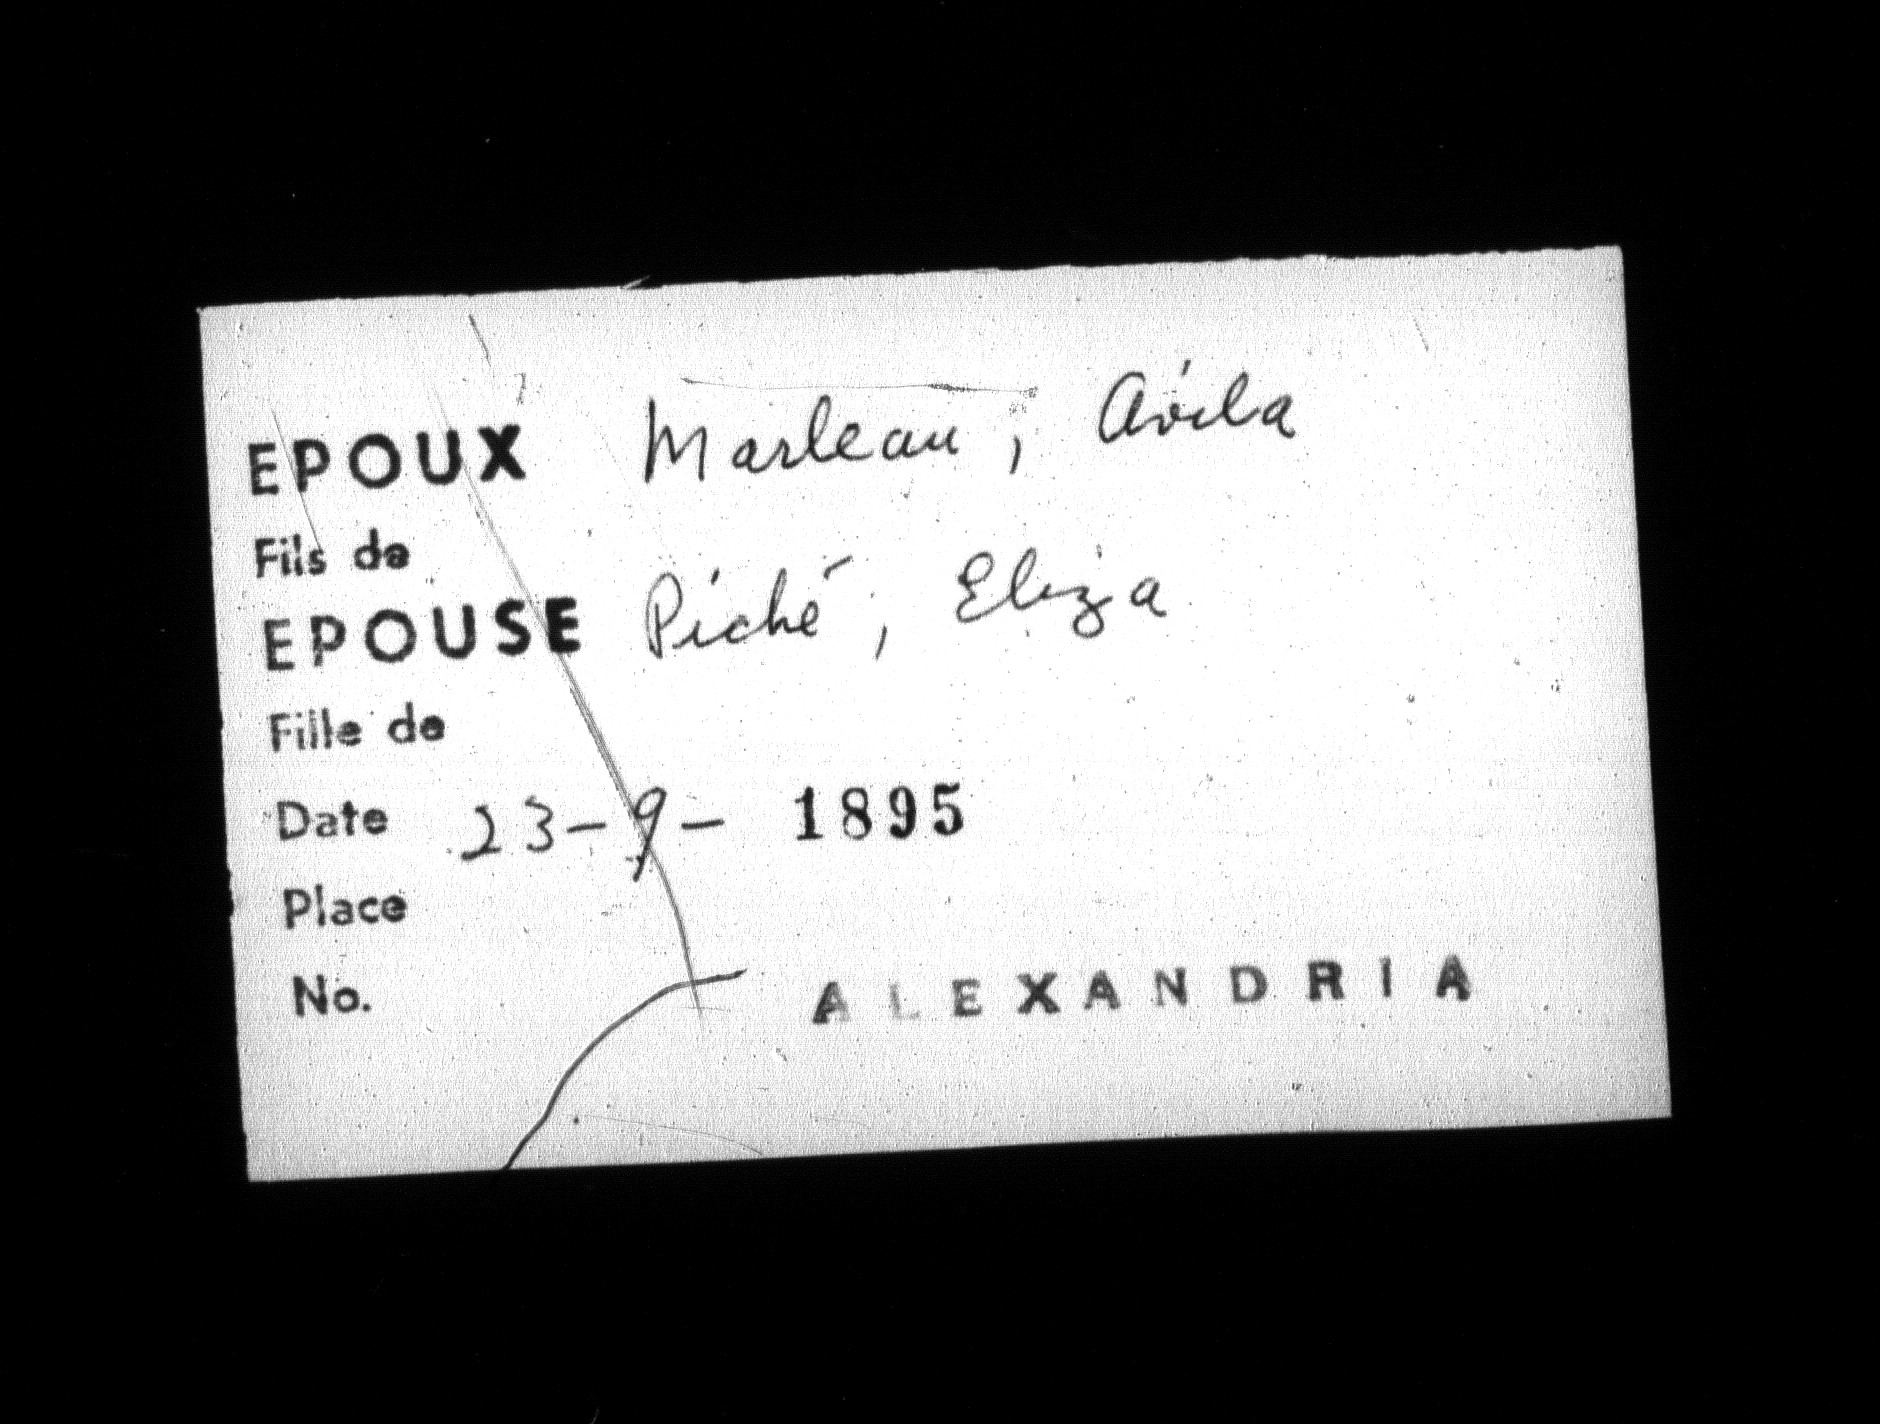 EPOUX Marleau, Avila
Fils de
EPOUSE Piché, Eliza
Fille de
Date 23-9- 1895
Place
No. ALEXANDRIA